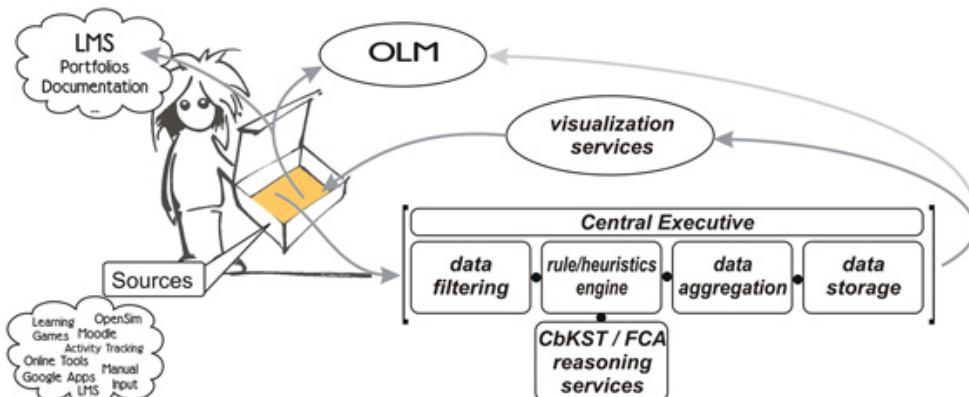 LMS
Portfolios
Documentation
...
OLM
visualization
services
Central Executive
data
filtering
rule/heuristics
engine
data
aggregation
data
storage
CbKST / FCA
reasoning
services
Sources
Learning OpenSim
Games Moodle
Activity Tracking
Online Tools Manual
Google Apps Input
LMS